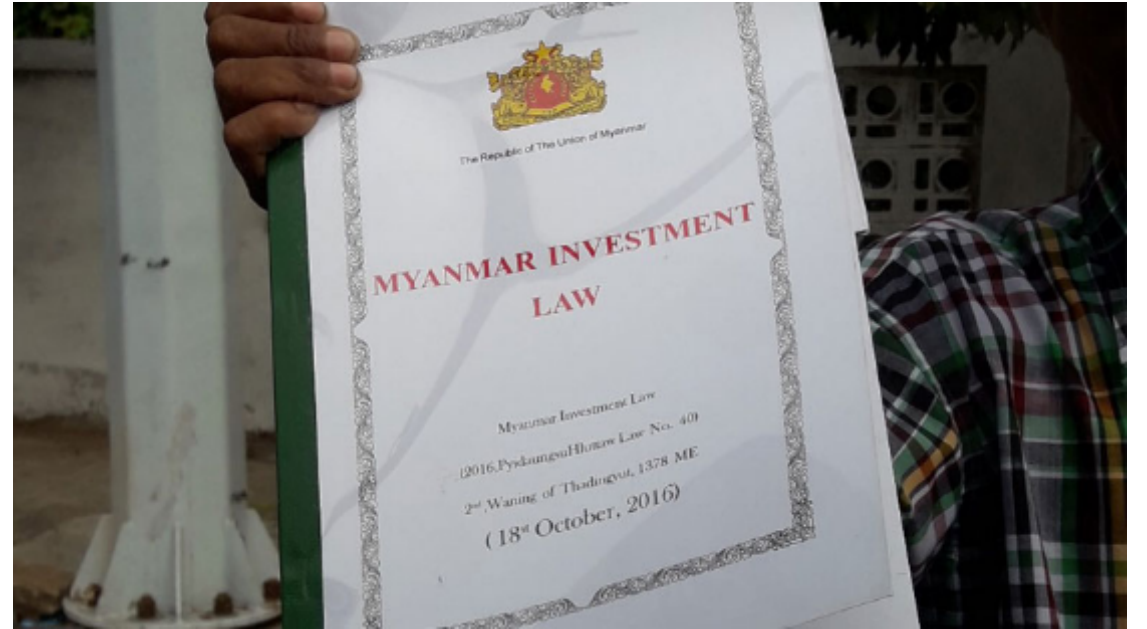 The Republic of The Union of Myanmar
MYANMAR INVESTMENT
LAW
Myanmar Investment Law
(2016, PyidaungsuHluttaw Law No. 40)
2nd, Waning of Thadingyut, 1378 ME
( 18st October, 2016)